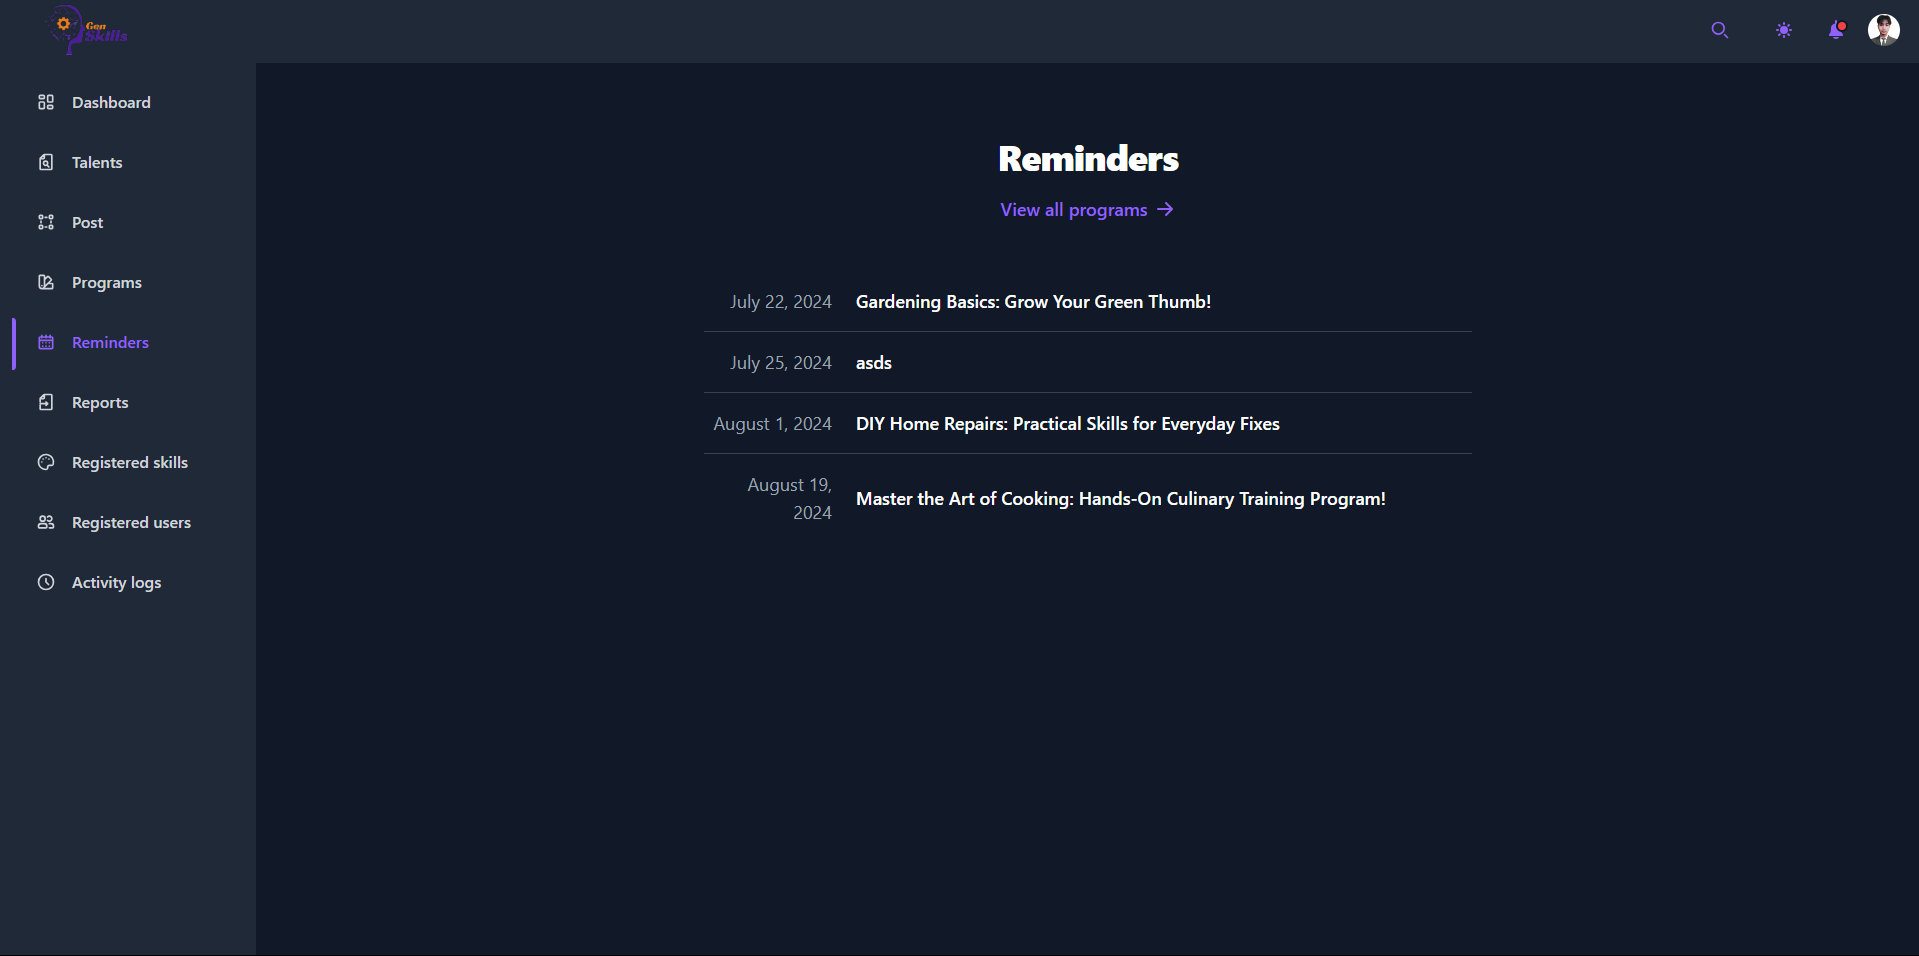 Gen
Skills
Dashboard
Talents
Post
Programs
Reminders
Reports
Registered skills
Registered users
Activity logs
Reminders
View all programs →
July 22, 2024 Gardening Basics: Grow Your Green Thumb!
July 25, 2024 asds
August 1, 2024 DIY Home Repairs: Practical Skills for Everyday Fixes
August 19,
2024
Master the Art of Cooking: Hands-On Culinary Training Program!